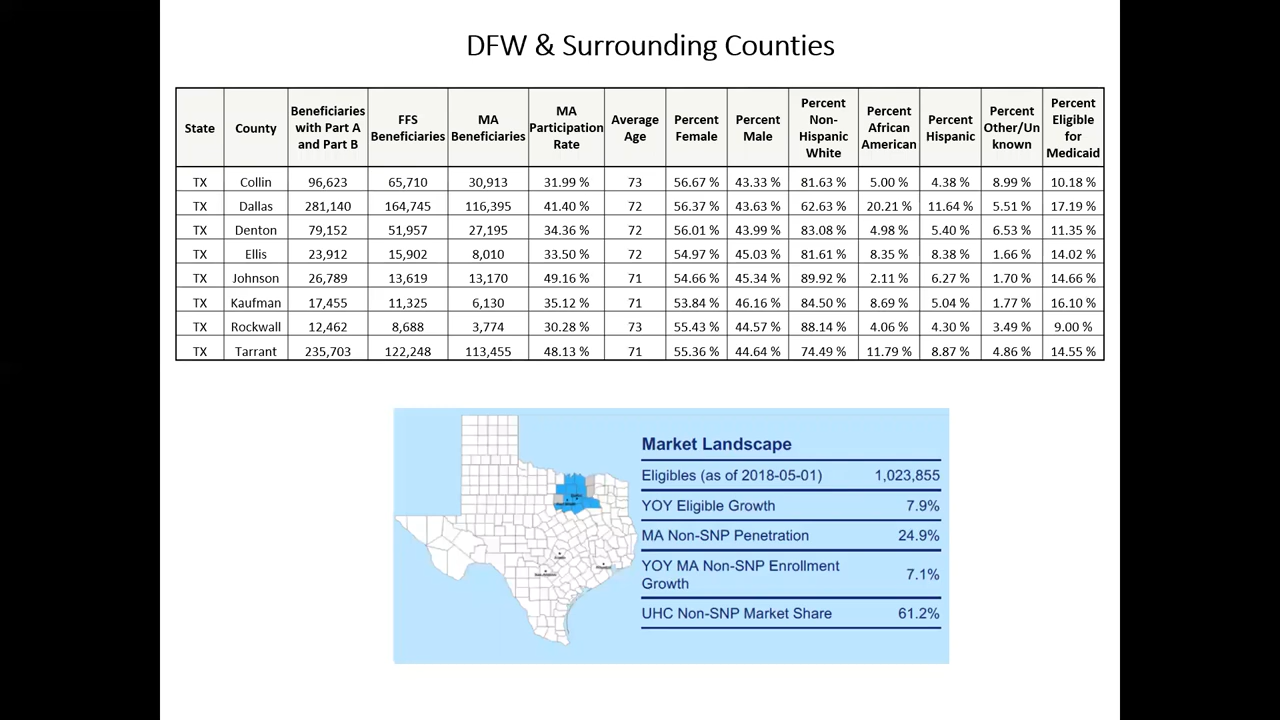 DFW & Surrounding Counties
State County Beneficiaries with Part A and Part B FFS Beneficiaries MA Beneficiaries MA Participation Rate Average Age Percent Female Percent Male Percent Non-Hispanic White Percent African American Percent Hispanic Percent Other/Unknown Percent Eligible for Medicaid
TX Collin 96,623 65,710 30,913 31.99 % 73 56.67 % 43.33 % 81.63 % 5.00 % 4.38 % 8.99 % 10.18 %
TX Dallas 281,140 164,745 116,395 41.40 % 72 56.37 % 43.63 % 62.63 % 20.21 % 11.64 % 5.51 % 17.19 %
TX Denton 79,152 51,957 27,195 34.36 % 72 56.01 % 43.99 % 83.08 % 4.98 % 5.40 % 6.53 % 11.35 %
TX Ellis 23,912 15,902 8,010 33.50 % 72 54.97 % 45.03 % 81.61 % 8.35 % 8.38 % 1.66 % 14.02 %
TX Johnson 26,789 13,619 13,170 49.16 % 71 54.66 % 45.34 % 89.92 % 2.11 % 6.27 % 1.70 % 14.66 %
TX Kaufman 17,455 11,325 6,130 35.12 % 71 53.84 % 46.16 % 84.50 % 8.69 % 5.04 % 1.77 % 16.10 %
TX Rockwall 12,462 8,688 3,774 30.28 % 73 55.43 % 44.57 % 88.14 % 4.06 % 4.30 % 3.49 % 9.00 %
TX Tarrant 235,703 122,248 113,455 48.13 % 71 55.36 % 44.64 % 74.49 % 11.79 % 8.87 % 4.86 % 14.55 %
Market Landscape
Eligibles (as of 2018-05-01) 1,023,855
YOY Eligible Growth 7.9%
MA Non-SNP Penetration 24.9%
YOY MA Non-SNP Enrollment
Growth 7.1%
UHC Non-SNP Market Share 61.2%